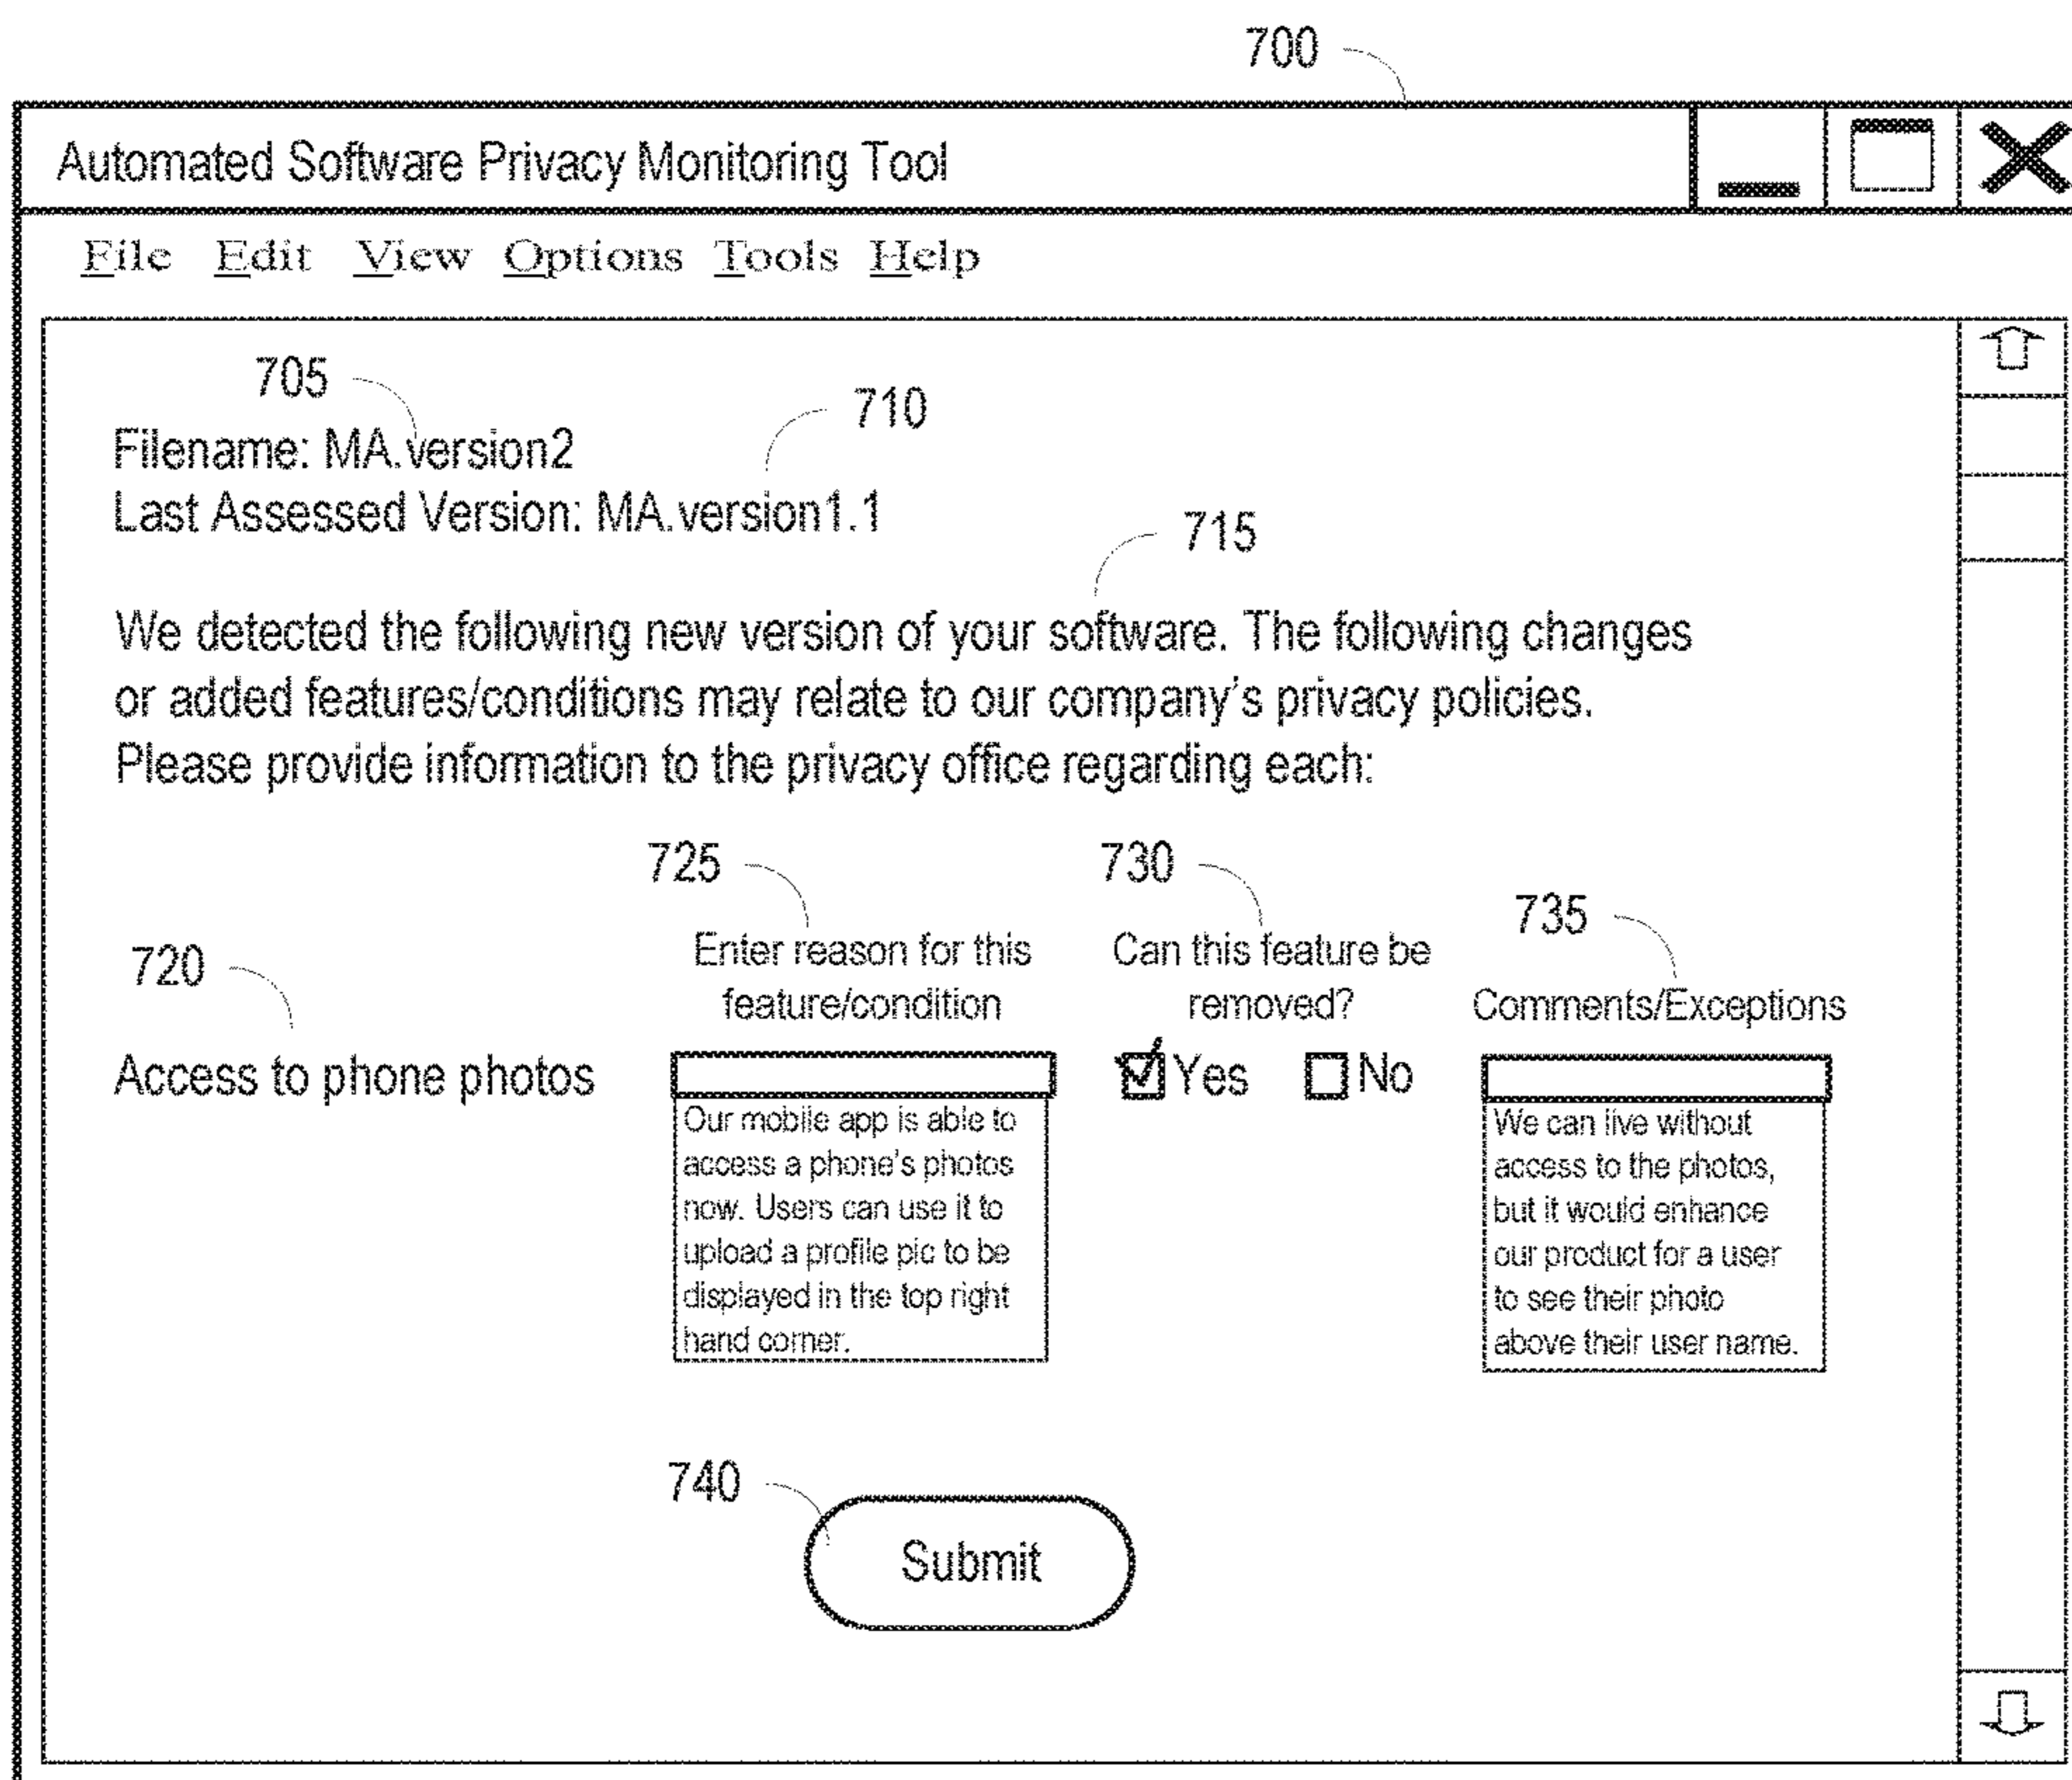 700
Automated Software Privacy Monitoring Tool
File Edit View Options Tools Help
705
710
Filename: MA.version2
Last Assessed Version: MA.version1.1
715
We detected the following new version of your software. The following changes
or added features/conditions may relate to our company's privacy policies.
Please provide information to the privacy office regarding each:
725
730
735
720
Enter reason for this
feature/condition
Can this feature be
removed?
Comments/Exceptions
Access to phone photos
Yes No
Our mobile app is able to
access a phone's photos
now. Users can use it to
upload a profile pic to be
displayed in the top right
hand corner.
We can live without
access to the photos,
but it would enhance
our product for a user
to see their photo
above their user name.
740
Submit